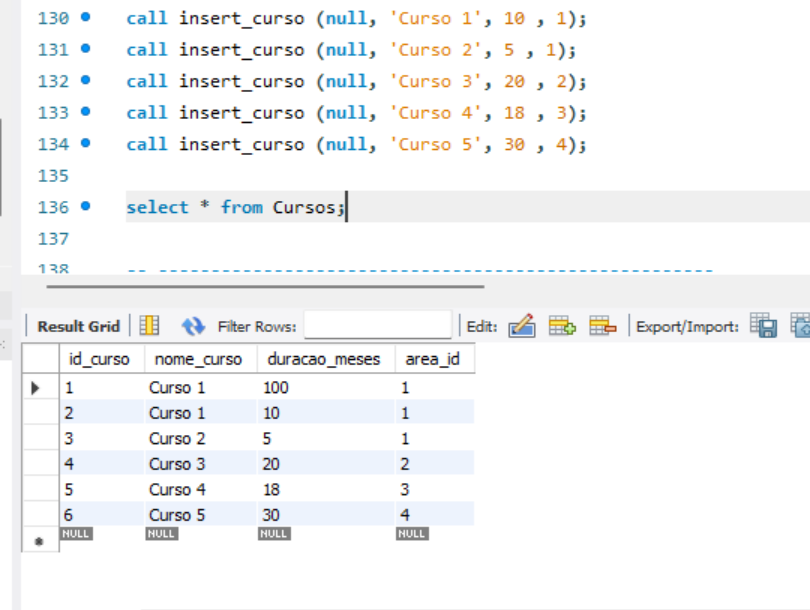 130 call insert_curso (null, 'Curso 1', 10 , 1);
131 call insert_curso (null, 'Curso 2', 5 , 1);
132 call insert_curso (null, 'Curso 3', 20 , 2);
133 call insert_curso (null, 'Curso 4', 18 , 3);
134 call insert_curso (null, 'Curso 5', 30 , 4);
135
136 select * from Cursos;
137
138 -- -----------------------------------------------------
Result Grid Filter Rows: Edit: Export/Import:
id_curso nome_curso duracao_meses area_id
1 Curso 1 100 1
2 Curso 1 10 1
3 Curso 2 5 1
4 Curso 3 20 2
5 Curso 4 18 3
6 Curso 5 30 4
NULL NULL NULL NULL